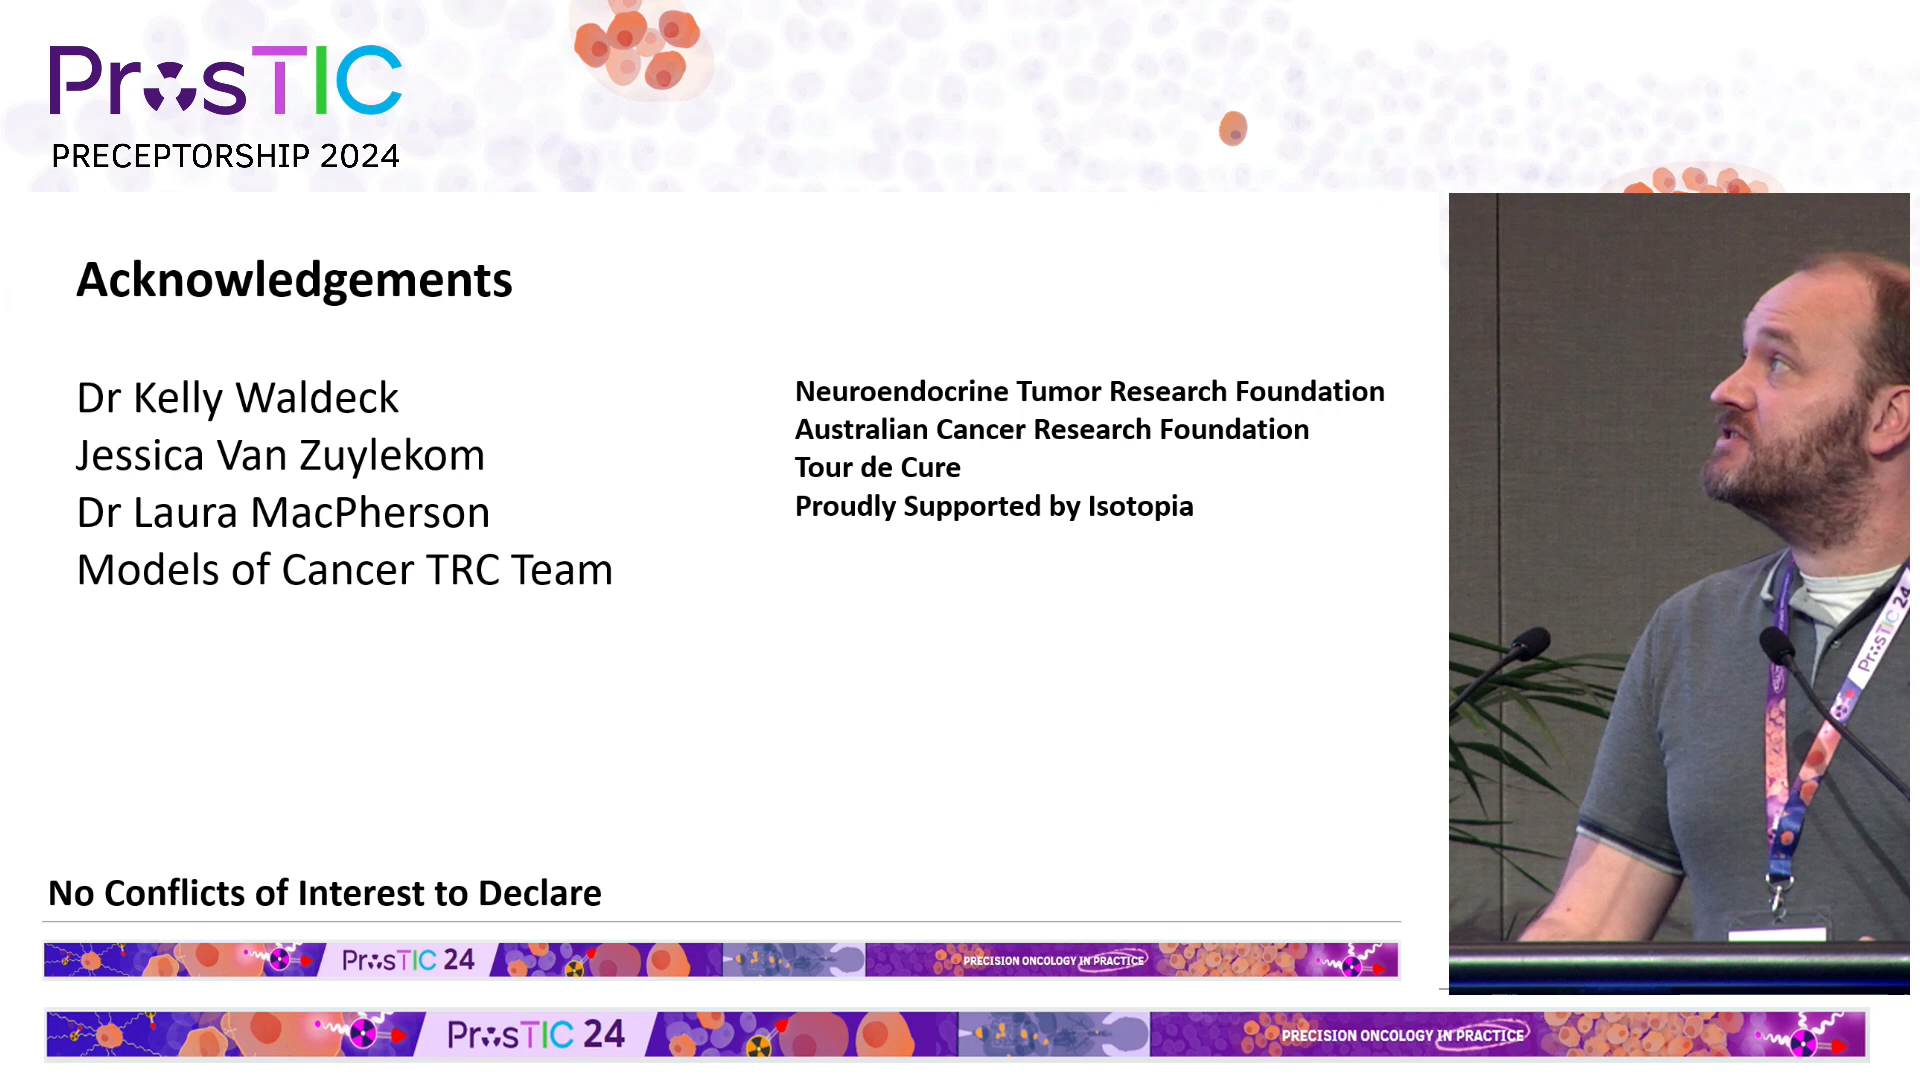 ProsTIC
PRECEPTORSHIP 2024
Acknowledgements
Dr Kelly Waldeck
Jessica Van Zuylekom
Dr Laura MacPherson
Models of Cancer TRC Team
Neuroendocrine Tumor Research Foundation
Australian Cancer Research Foundation
Tour de Cure
Proudly Supported by Isotopia
ProsTIC 24
No Conflicts of Interest to Declare
ProsTIC 24
PRECISION ONCOLOGY IN PRACTICE
ProsTIC 24
PRECISION ONCOLOGY IN PRACTICE